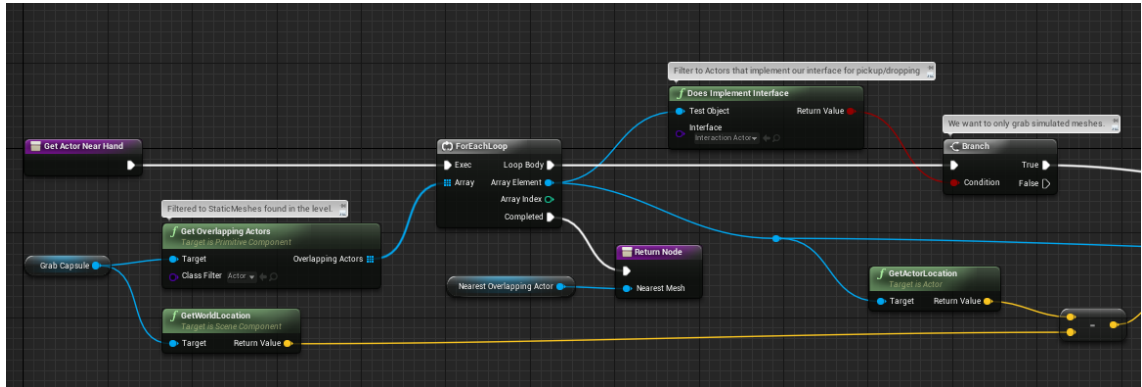 Filter to Actors that implement our interface for pickup/dropping
Does Implement Interface
Test Object
Return Value
Interface
Interaction Actor
We want to only grab simulated meshes.
Branch
True
Condition
False
Get Actor Near Hand
ForEachLoop
Exec
Loop Body
Array
Array Element
Array Index
Completed
Filtered to StaticMeshes found in the level.
Get Overlapping Actors
Target is Primitive Component
Target
Overlapping Actors
Class Filter
Actor
Grab Capsule
GetWorldLocation
Target is Scene Component
Target
Return Value
Nearest Overlapping Actor
Return Node
Nearest Mesh
GetActorLocation
Target is Actor
Target
Return Value
-